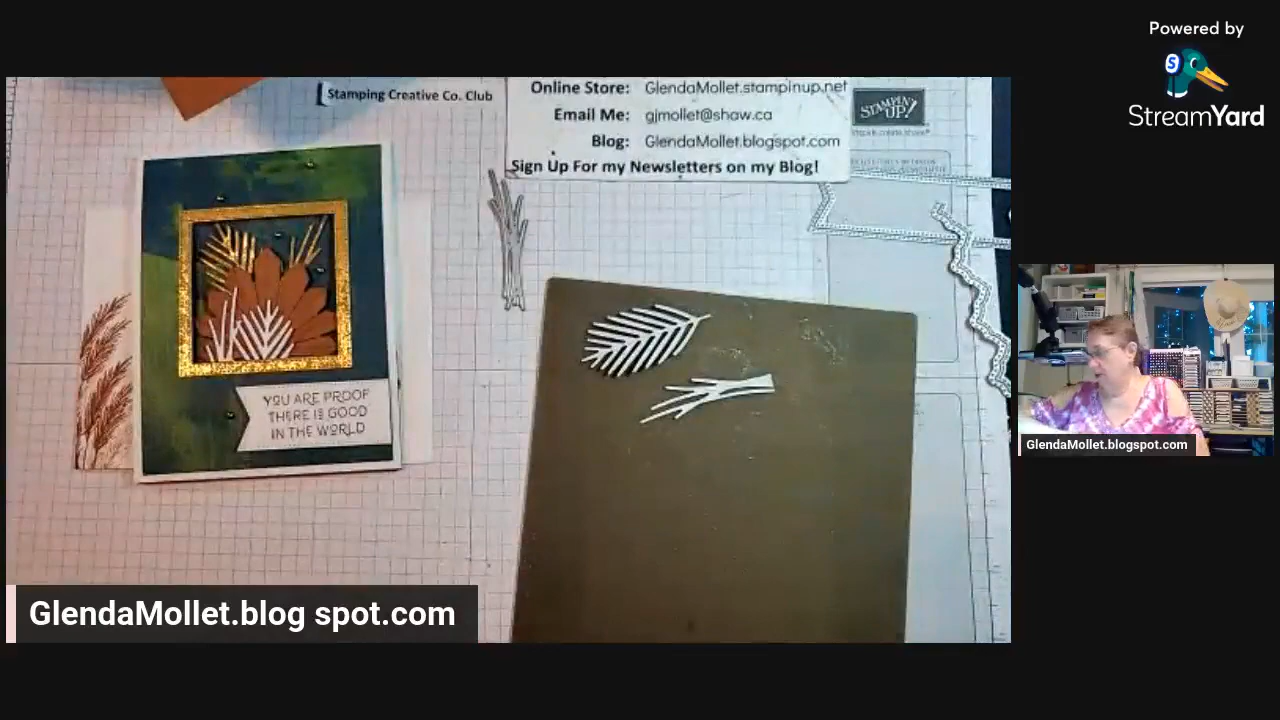 Powered by
S
StreamYard
Stamping Creative Co. Club
Online Store: GlendaMollet.stampinup.net
Email Me: gjmollet@shaw.ca
Blog: GlendaMollet.blogspot.com
Sign Up For my Newsletters on my Blog!
STAMPIN' UP!
YOU ARE PROOF
THERE IS GOOD
IN THE WORLD
GlendaMollet.blogspot.com
GlendaMollet.blog spot.com